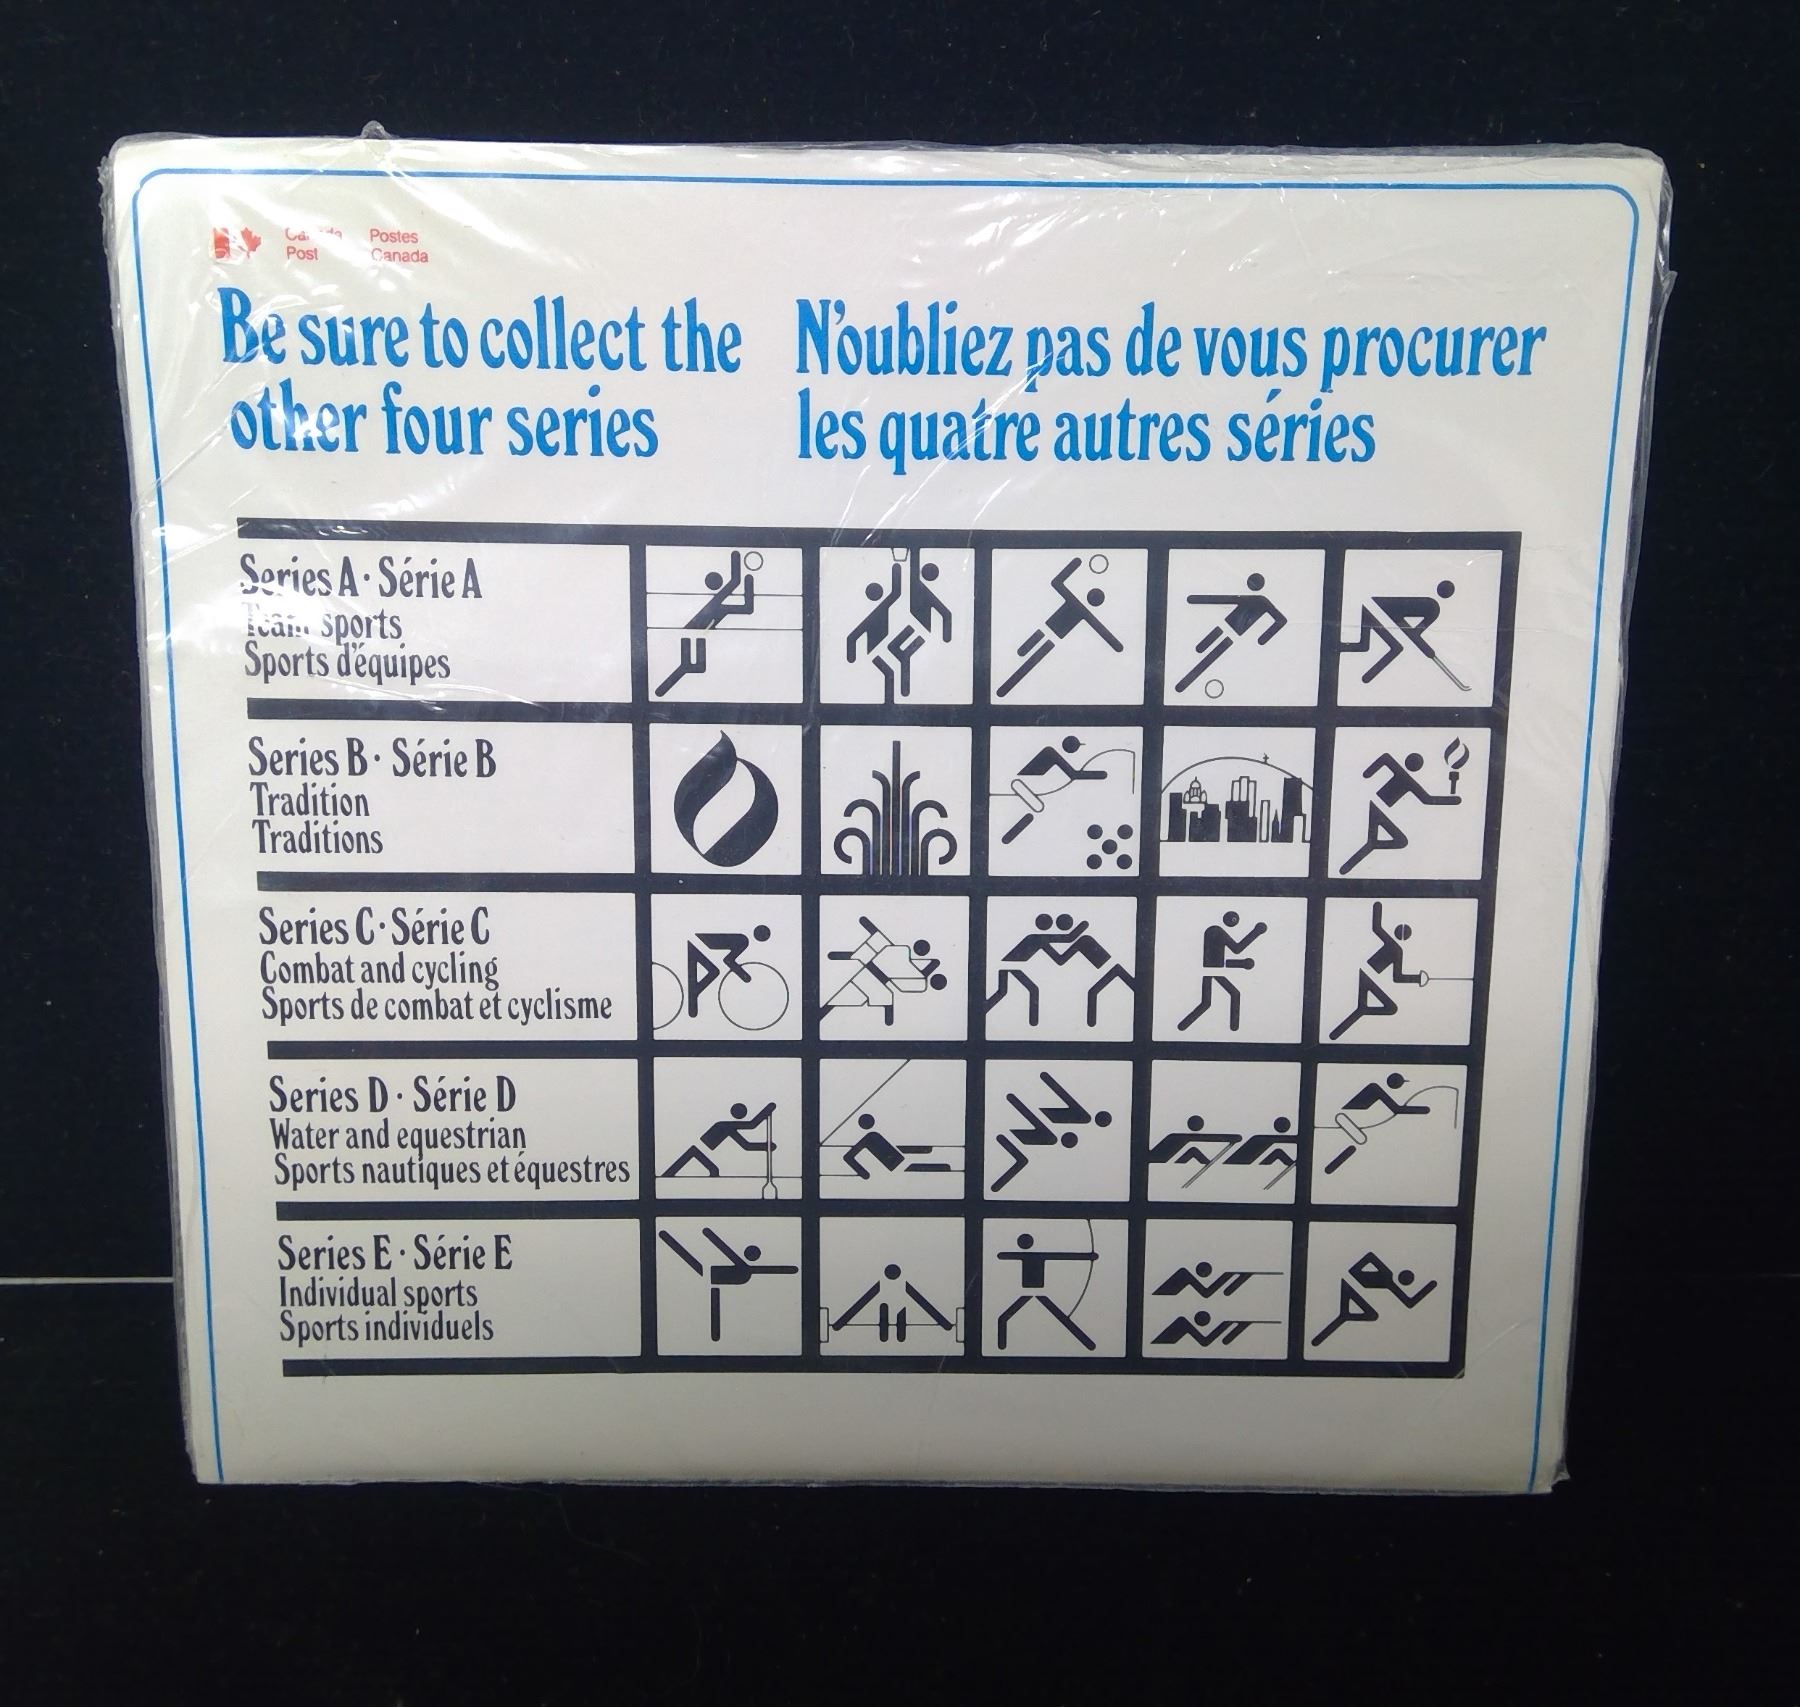 Canada
Post
Postes
Canada
Be sure to collect the
other four series
N'oubliez pas de vous procurer
les quatre autres séries
Series A · Série A
Team sports
Sports d'équipes
Series B · Série B
Tradition
Traditions
Series C · Série C
Combat and cycling
Sports de combat et cyclisme
Series D · Série D
Water and equestrian
Sports nautiques et équestres
Series E · Série E
Individual sports
Sports individuels